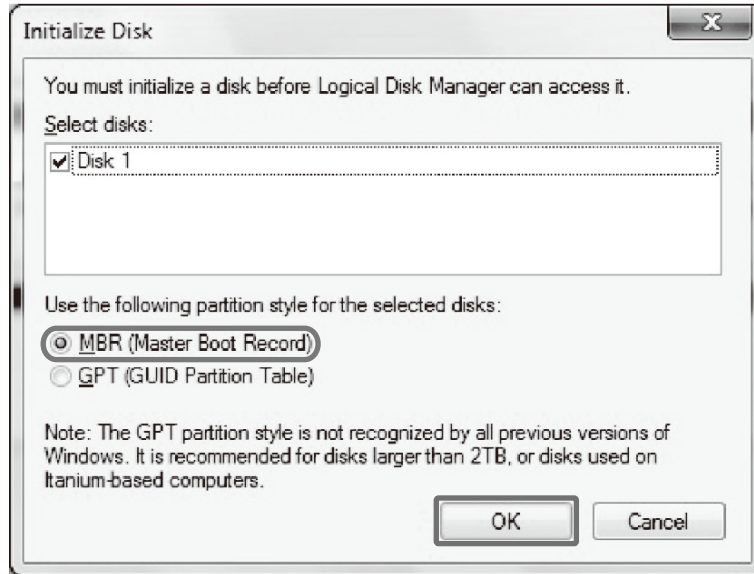 Initialize Disk
You must initialize a disk before Logical Disk Manager can access it.
Select disks:
Disk 1
Use the following partition style for the selected disks:
MBR (Master Boot Record)
GPT (GUID Partition Table)
Note: The GPT partition style is not recognized by all previous versions of
Windows. It is recommended for disks larger than 2TB, or disks used on
Itanium-based computers.
OK Cancel